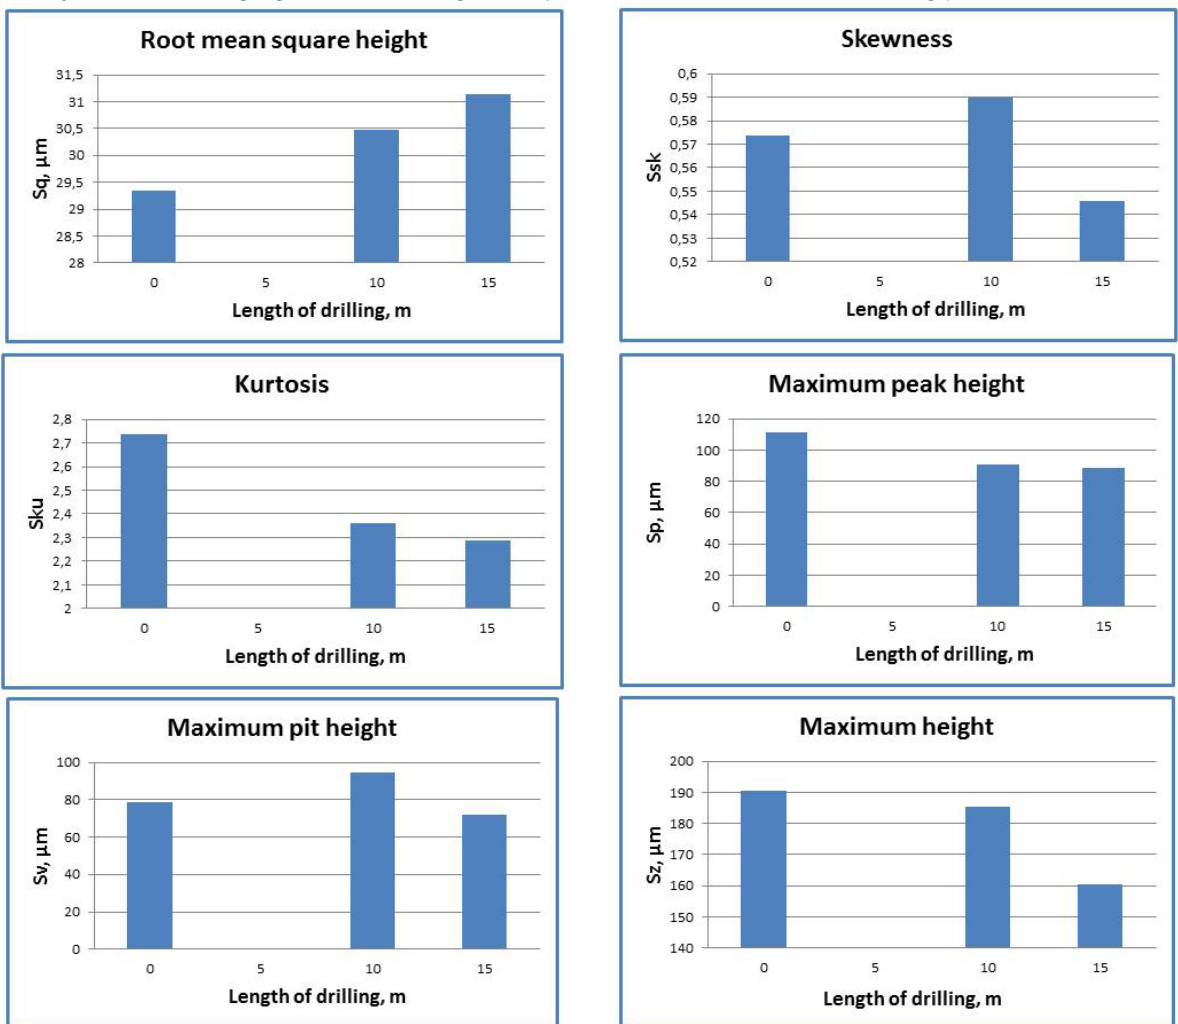 Root mean square height
31,5
31
30,5
30
29,5
29
28,5
28
Sq, µm
0 5 10 15
Length of drilling, m
Skewness
0,6
0,59
0,58
0,57
0,56
0,55
0,54
0,53
0,52
Ssk
0 5 10 15
Length of drilling, m
Kurtosis
2,8
2,7
2,6
2,5
2,4
2,3
2,2
2,1
2
Sku
0 5 10 15
Length of drilling, m
Maximum peak height
120
100
80
60
40
20
0
Sp, µm
0 5 10 15
Length of drilling, m
Maximum pit height
100
80
60
40
20
0
Sv, µm
0 5 10 15
Length of drilling, m
Maximum height
200
190
180
170
160
150
140
Sz, µm
0 5 10 15
Length of drilling, m